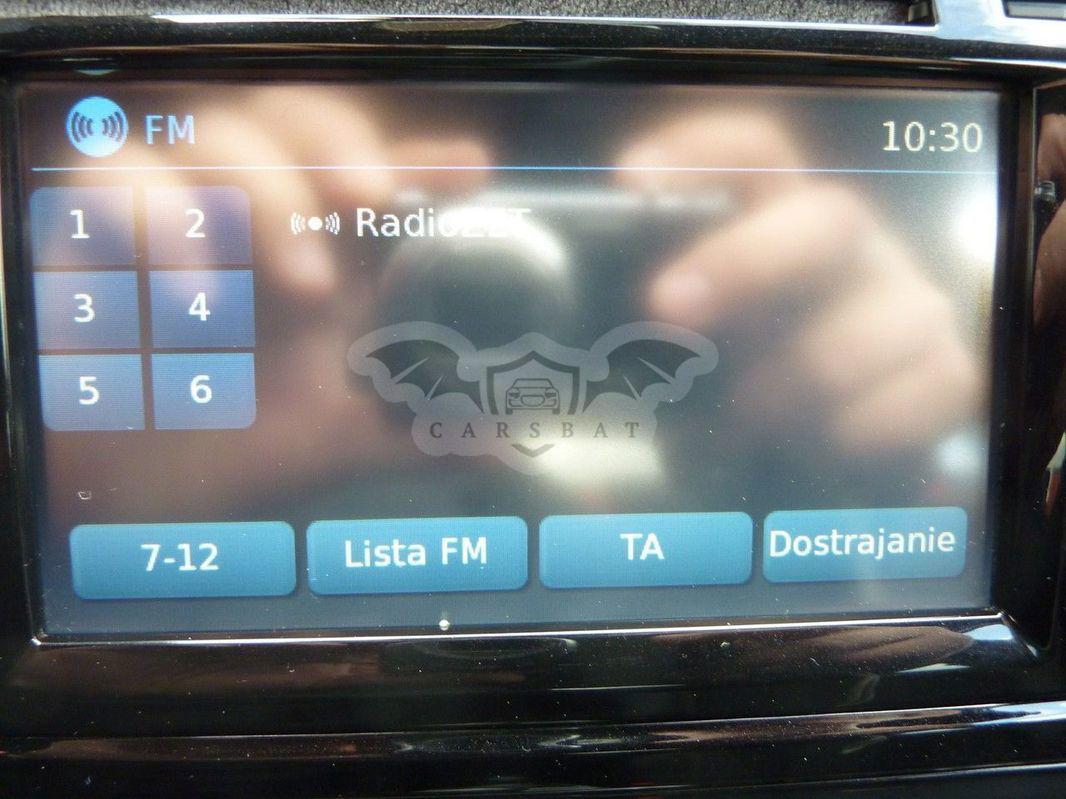 FM
10:30
1 2
RadioZET
3 4
5 6
CARSBAT
7-12 Lista FM TA Dostrajanie